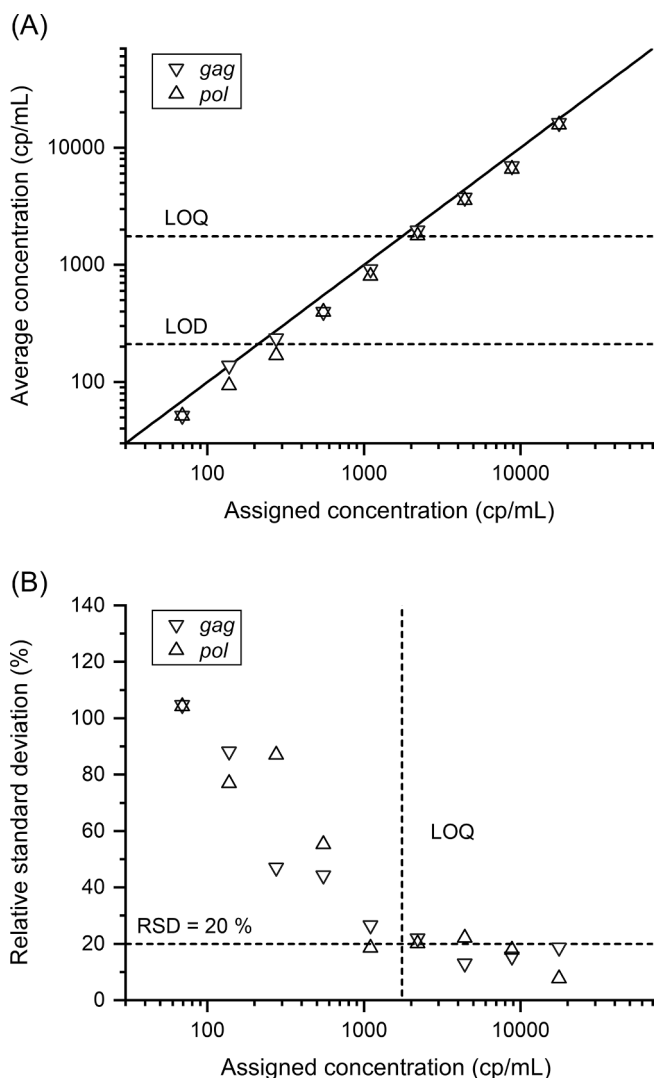 (A)
gag
pol
10000
1000
100
LOQ
LOD
Average concentration (cp/mL)
100 1000 10000
Assigned concentration (cp/mL)
(B)
gag
pol
140
120
100
80
60
40
20
0
LOQ
RSD = 20 %
Relative standard deviation (%)
100 1000 10000
Assigned concentration (cp/mL)